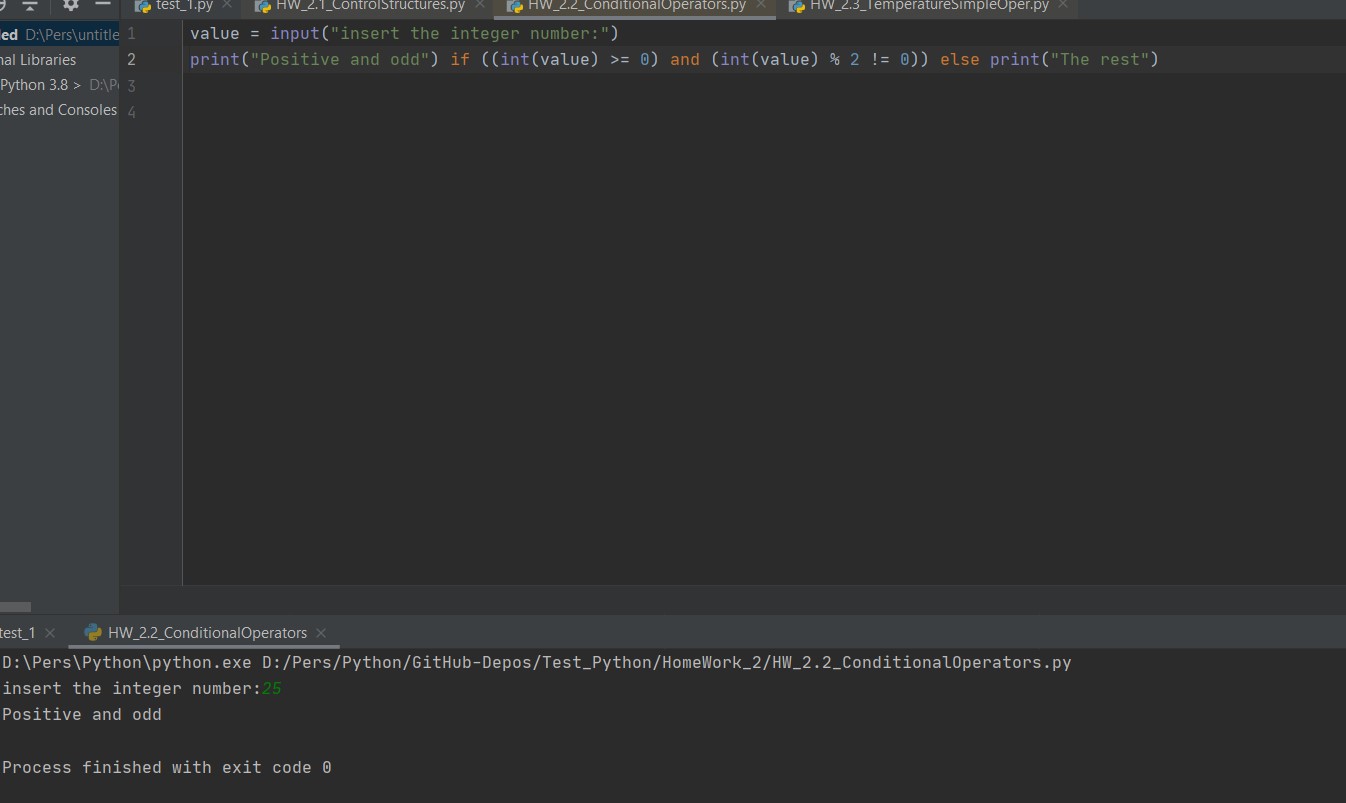 test_1.py
HW_2.1_ControlStructures.py
HW_2.2_ConditionalOperators.py
HW_2.3_TemperatureSimpleOper.py
led D:\Pers\untitle
nal Libraries
Python 3.8 > D:\P
ches and Consoles
1 value = input("insert the integer number:")
2 print("Positive and odd") if ((int(value) >= 0) and (int(value) % 2 != 0)) else print("The rest")
3
4
test_1
HW_2.2_ConditionalOperators
D:\Pers\Python\python.exe D:/Pers/Python/GitHub-Depos/Test_Python/HomeWork_2/HW_2.2_ConditionalOperators.py
insert the integer number:25
Positive and odd
Process finished with exit code 0